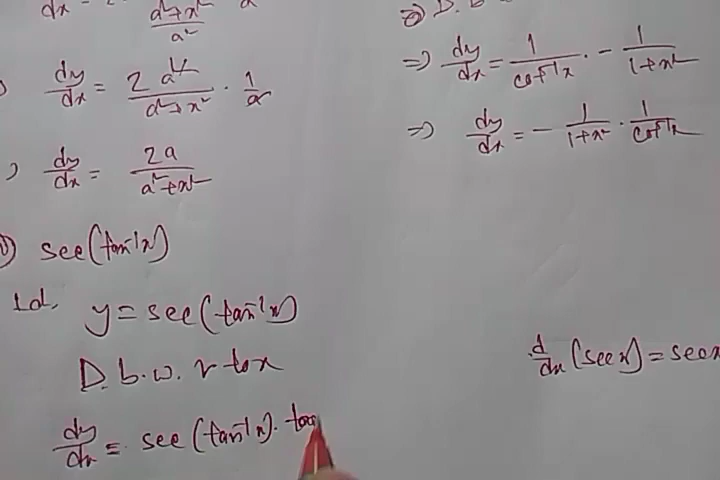 dy/dx = 2a²/(a²+x²) · 1/a
dy/dx = 2a/(a²+x²)
sec(tan⁻¹x)
Let, y = sec(tan⁻¹x)
D. b. w. r to x
dy/dx = sec(tan⁻¹x) · tan
⇒ D. B
⇒ dy/dx = 1/cot⁻¹x · - 1/1+x²
⇒ dy/dx = - 1/1+x² · 1/cot⁻¹x
d/dx (sec x) = sec x